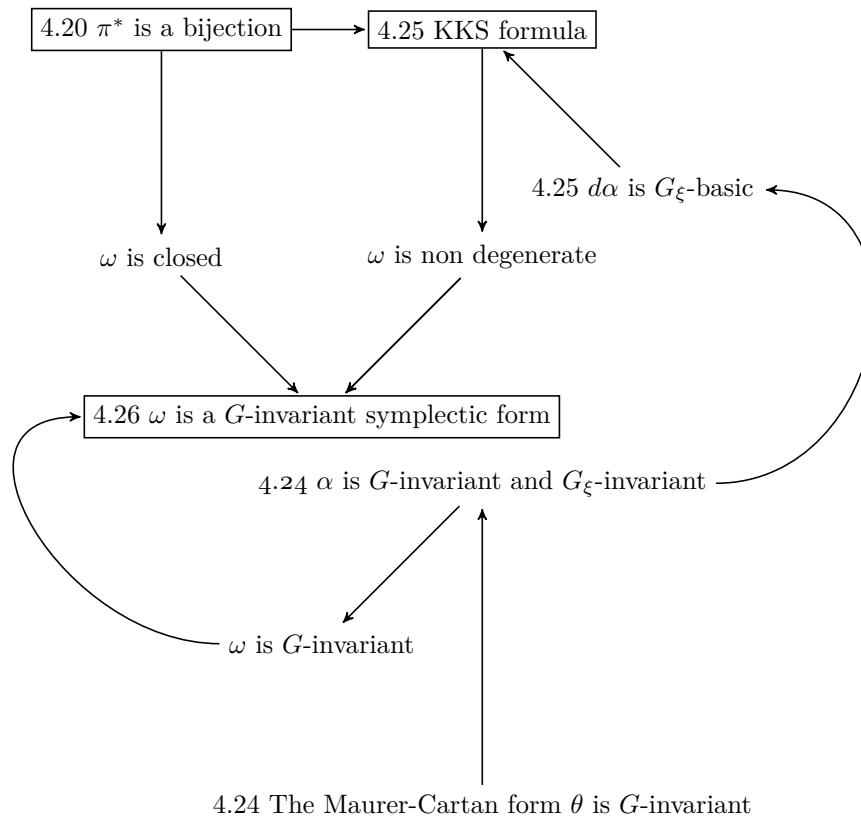 4.20 π* is a bijection
4.25 KKS formula
4.25 dα is G_ξ-basic
ω is closed
ω is non degenerate
4.26 ω is a G-invariant symplectic form
4.24 α is G-invariant and G_ξ-invariant
ω is G-invariant
4.24 The Maurer-Cartan form θ is G-invariant